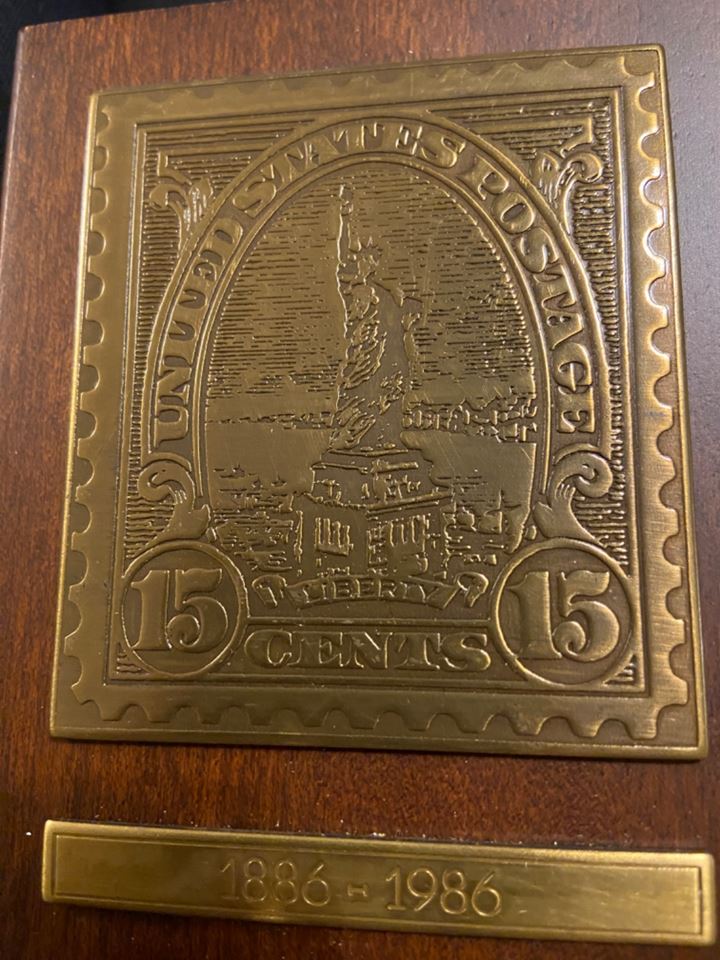 UNITED STATES POSTAGE
LIBERTY
15 CENTS 15
1886 - 1986